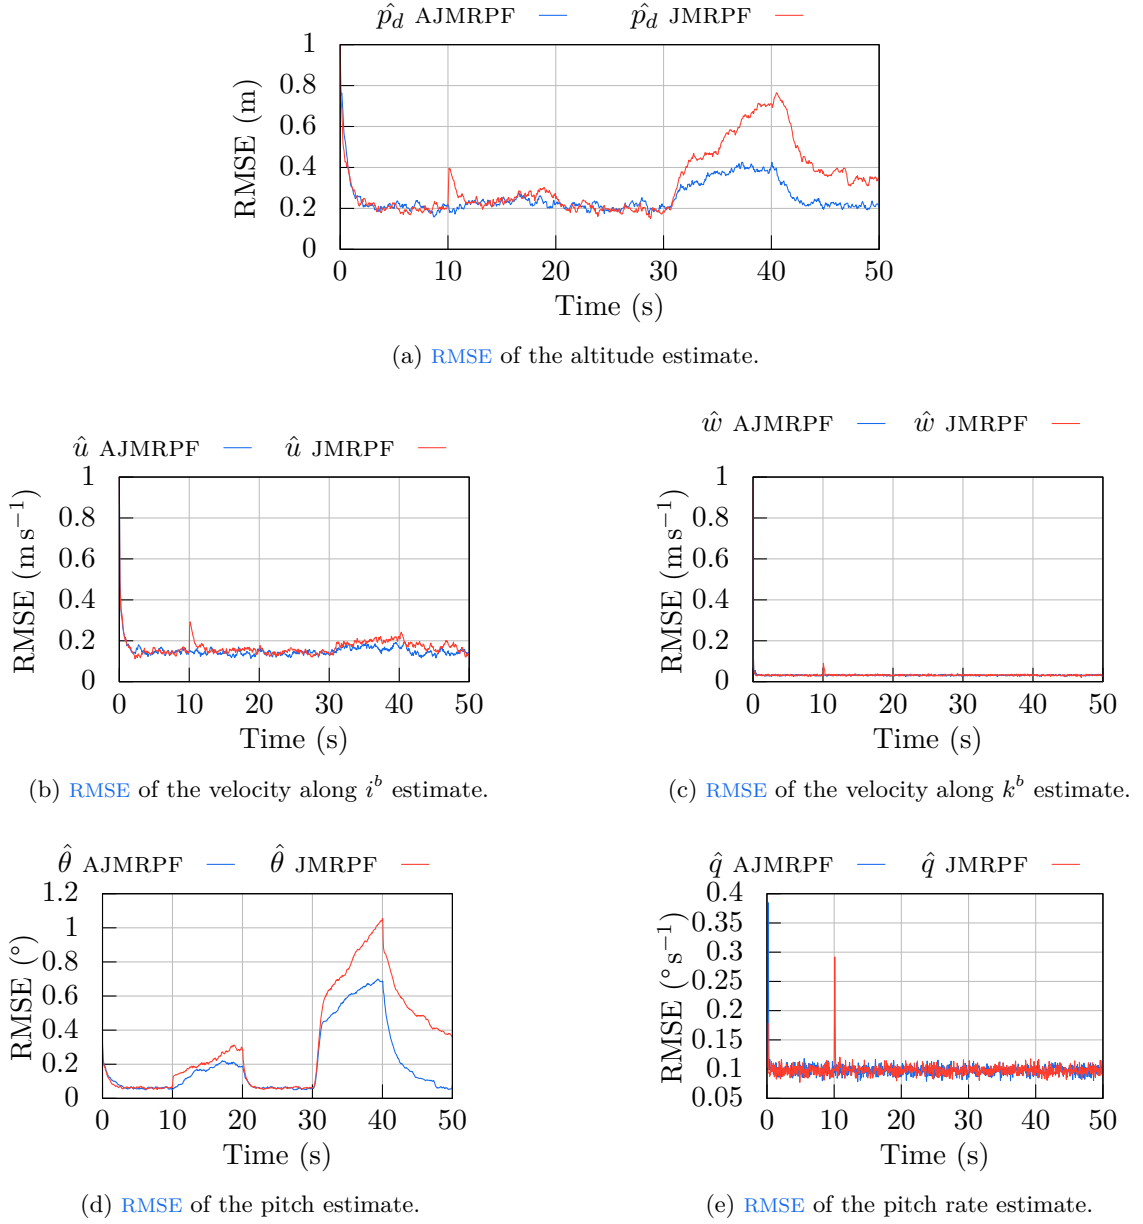 p̂_d AJMRPF p̂_d JMRPF
1
0.8
0.6
0.4
0.2
0
RMSE (m)
0 10 20 30 40 50
Time (s)
(a) RMSE of the altitude estimate.
û AJMRPF û JMRPF
1
0.8
0.6
0.4
0.2
0
RMSE (m s⁻¹)
0 10 20 30 40 50
Time (s)
(b) RMSE of the velocity along i^b estimate.
ŵ AJMRPF ŵ JMRPF
1
0.8
0.6
0.4
0.2
0
RMSE (m s⁻¹)
0 10 20 30 40 50
Time (s)
(c) RMSE of the velocity along k^b estimate.
θ̂ AJMRPF θ̂ JMRPF
1.2
1
0.8
0.6
0.4
0.2
0
RMSE (°)
0 10 20 30 40 50
Time (s)
(d) RMSE of the pitch estimate.
q̂ AJMRPF q̂ JMRPF
0.4
0.35
0.3
0.25
0.2
0.15
0.1
0.05
RMSE (° s⁻¹)
0 10 20 30 40 50
Time (s)
(e) RMSE of the pitch rate estimate.